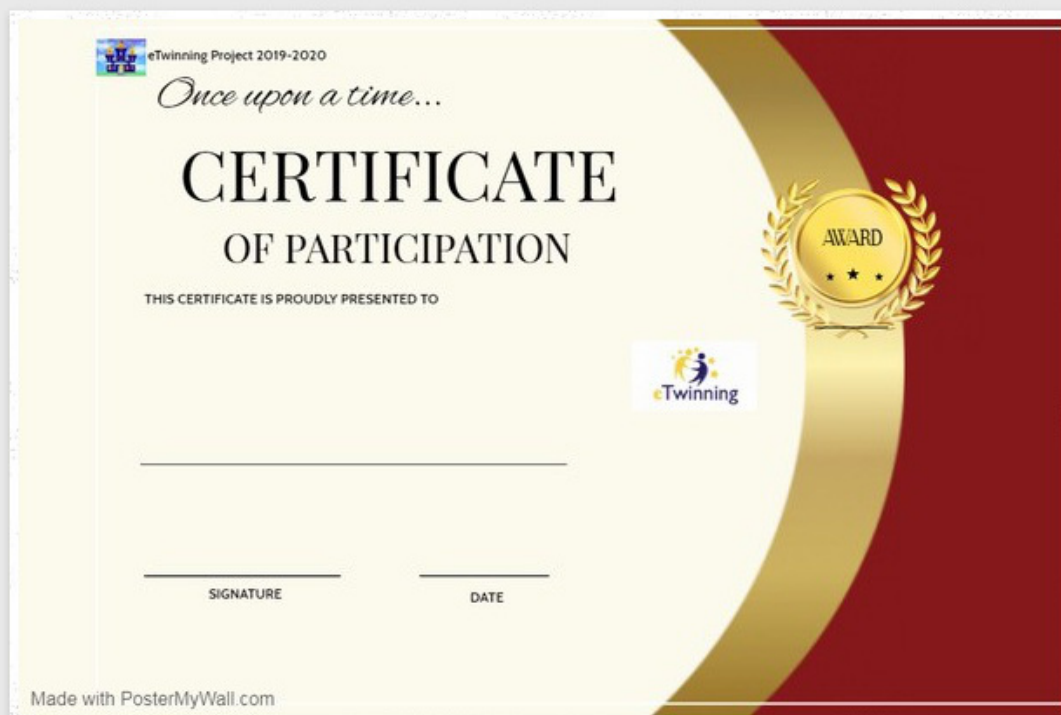 eTwinning Project 2019-2020
Once upon a time...
CERTIFICATE
OF PARTICIPATION
THIS CERTIFICATE IS PROUDLY PRESENTED TO
AWARD
eTwinning
SIGNATURE
DATE
Made with PosterMyWall.com